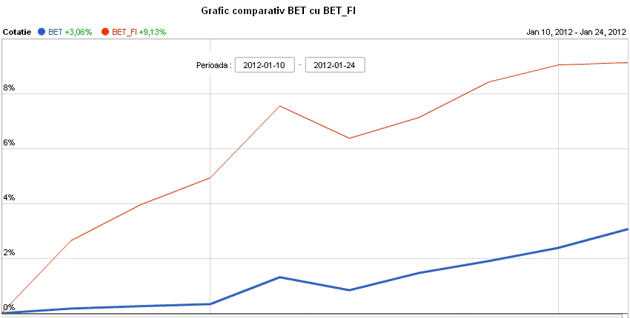 Grafic comparativ BET cu BET_FI
Cotatie BET +3,06% BET_FI +9,13% Jan 10, 2012 - Jan 24, 2012
Perioada : 2012-01-10 - 2012-01-24
8%
6%
4%
2%
0%